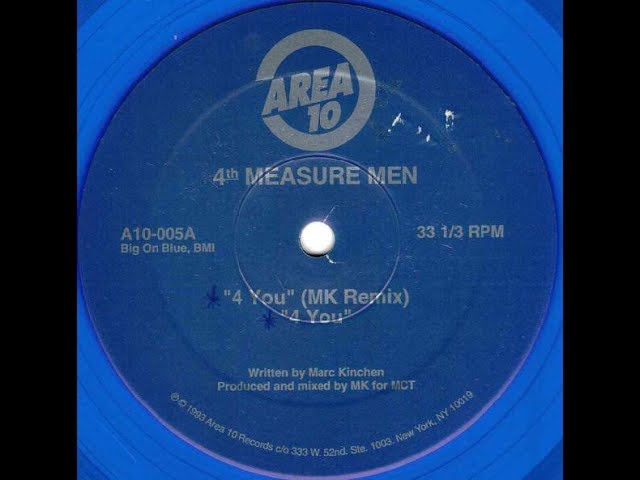 AREA
10
4th MEASURE MEN
A10-005A
Big On Blue, BMI
33 1/3 RPM
"4 You" (MK Remix)
"4 You"
Written by Marc Kinchen
Produced and mixed by MK for MCT
℗ © 1993 Area 10 Records c/o 333 W. 52nd. Ste. 1003. New York, NY 10019